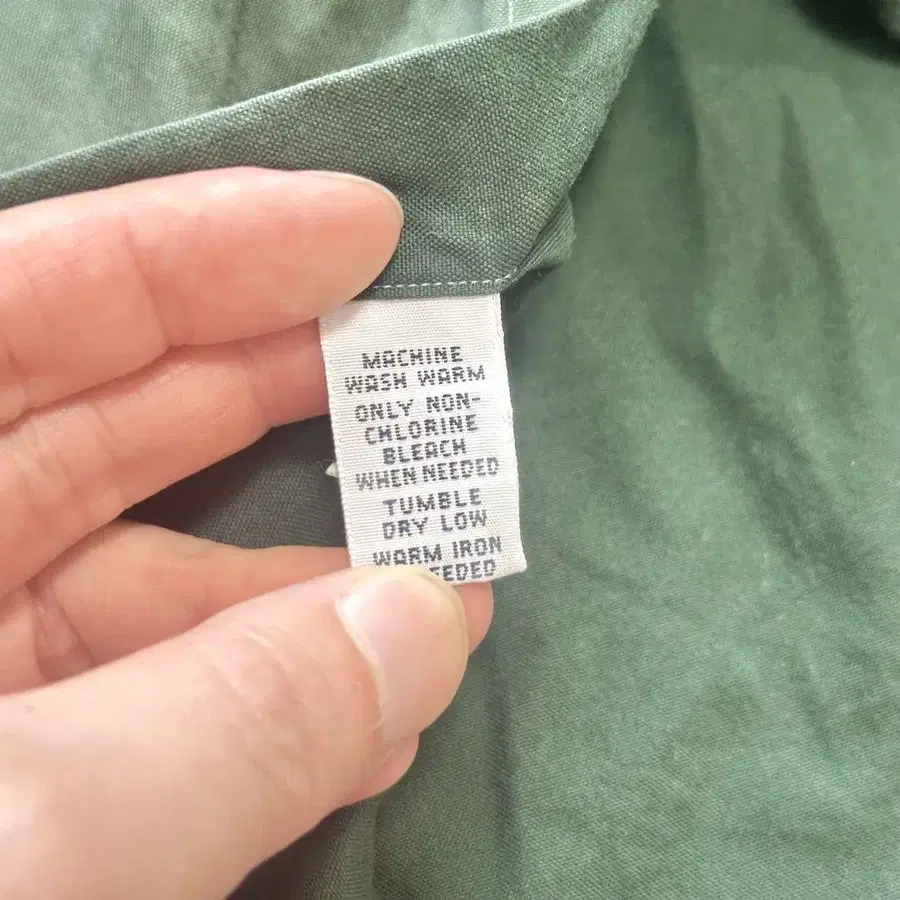 MACHINE
WASH WARM
ONLY NON-
CHLORINE
BLEACH
WHEN NEEDED
TUMBLE
DRY LOW
WARM IRON